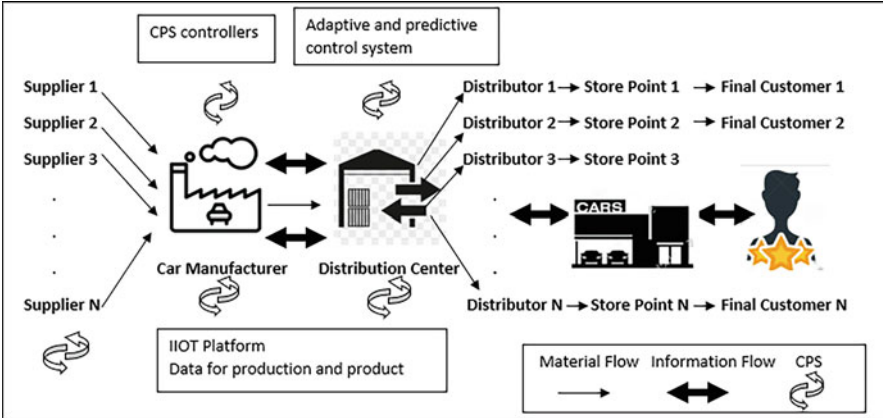 CPS controllers
Adaptive and predictive
control system
Supplier 1
Distributor 1
Store Point 1
Final Customer 1
Supplier 2
Distributor 2
Store Point 2
Final Customer 2
Supplier 3
Distributor 3
Store Point 3
CARS
Car Manufacturer
Distribution Center
Supplier N
Distributor N
Store Point N
Final Customer N
IIOT Platform
Data for production and product
Material Flow
Information Flow
CPS